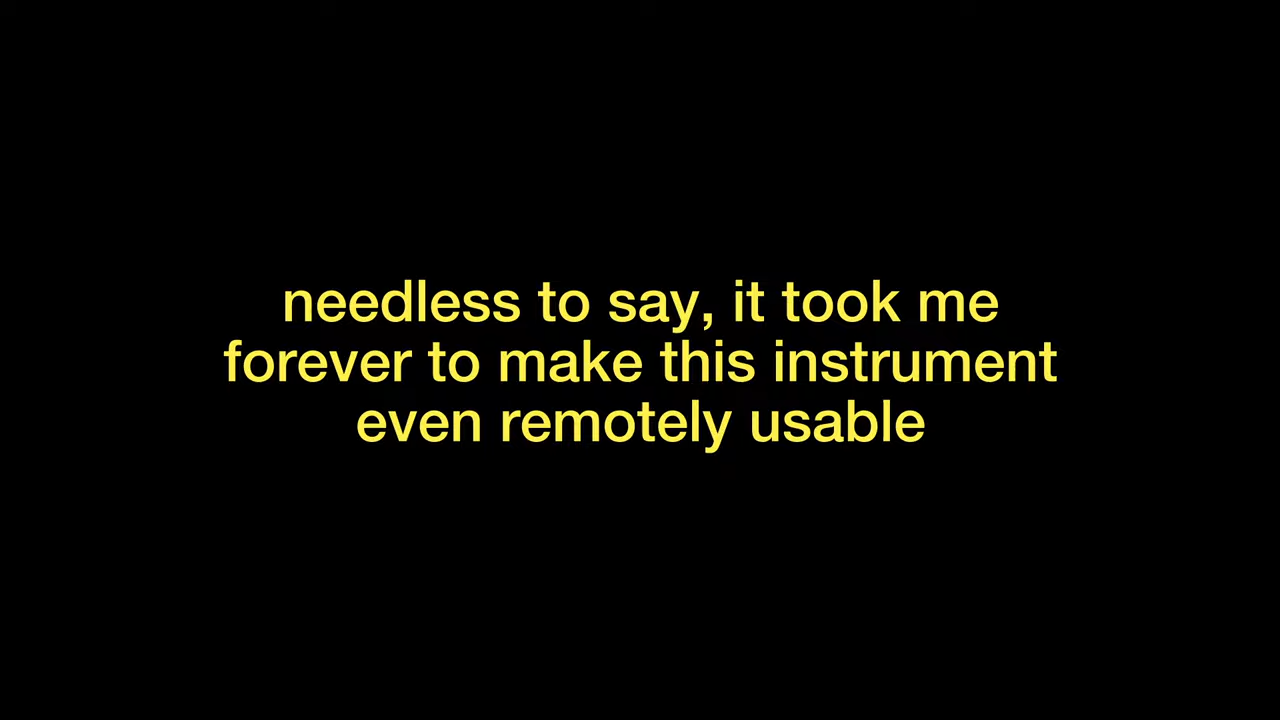 needless to say, it took me
forever to make this instrument
even remotely usable